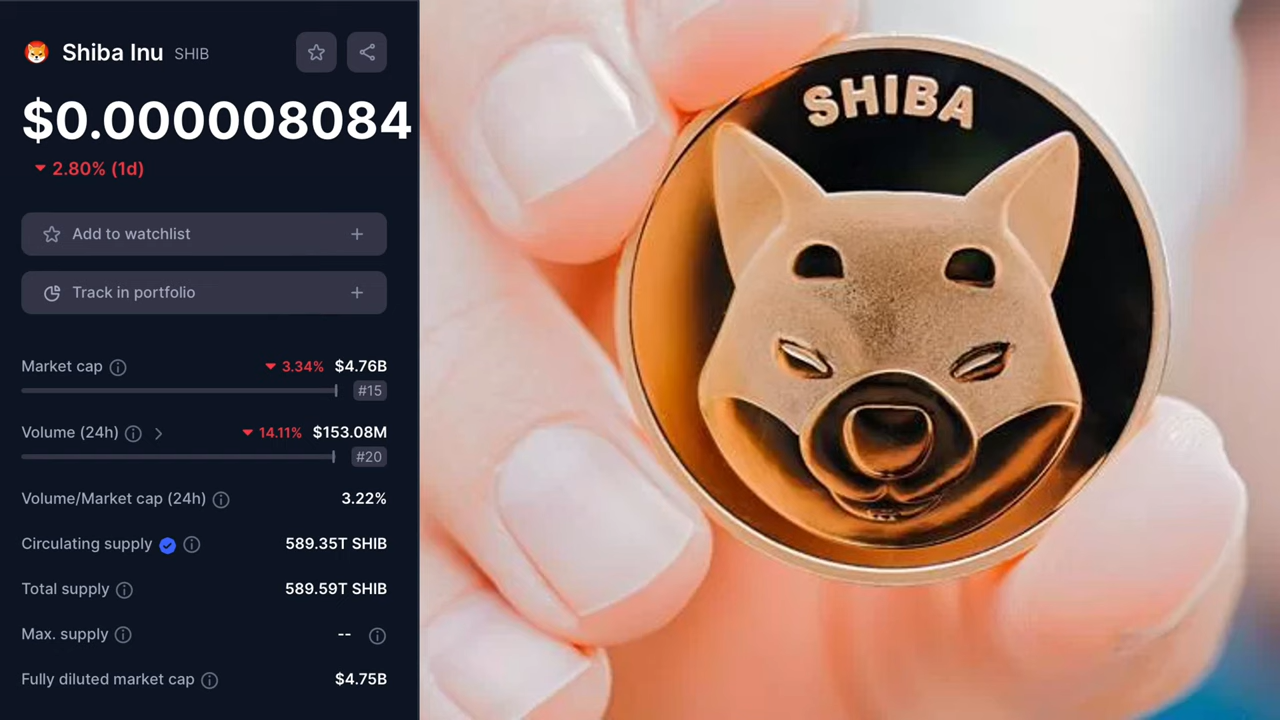 Shiba Inu SHIB
$0.000008084
2.80% (1d)
Add to watchlist
Track in portfolio
Market cap 3.34% $4.76B
#15
Volume (24h) 14.11% $153.08M
#20
Volume/Market cap (24h) 3.22%
Circulating supply 589.35T SHIB
Total supply 589.59T SHIB
Max. supply --
Fully diluted market cap $4.75B
SHIBA